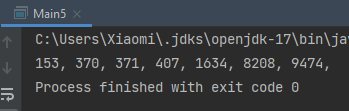 Main5
C:\Users\Xiaomi\.jdks\openjdk-17\bin\jav
153, 370, 371, 407, 1634, 8208, 9474,
Process finished with exit code 0